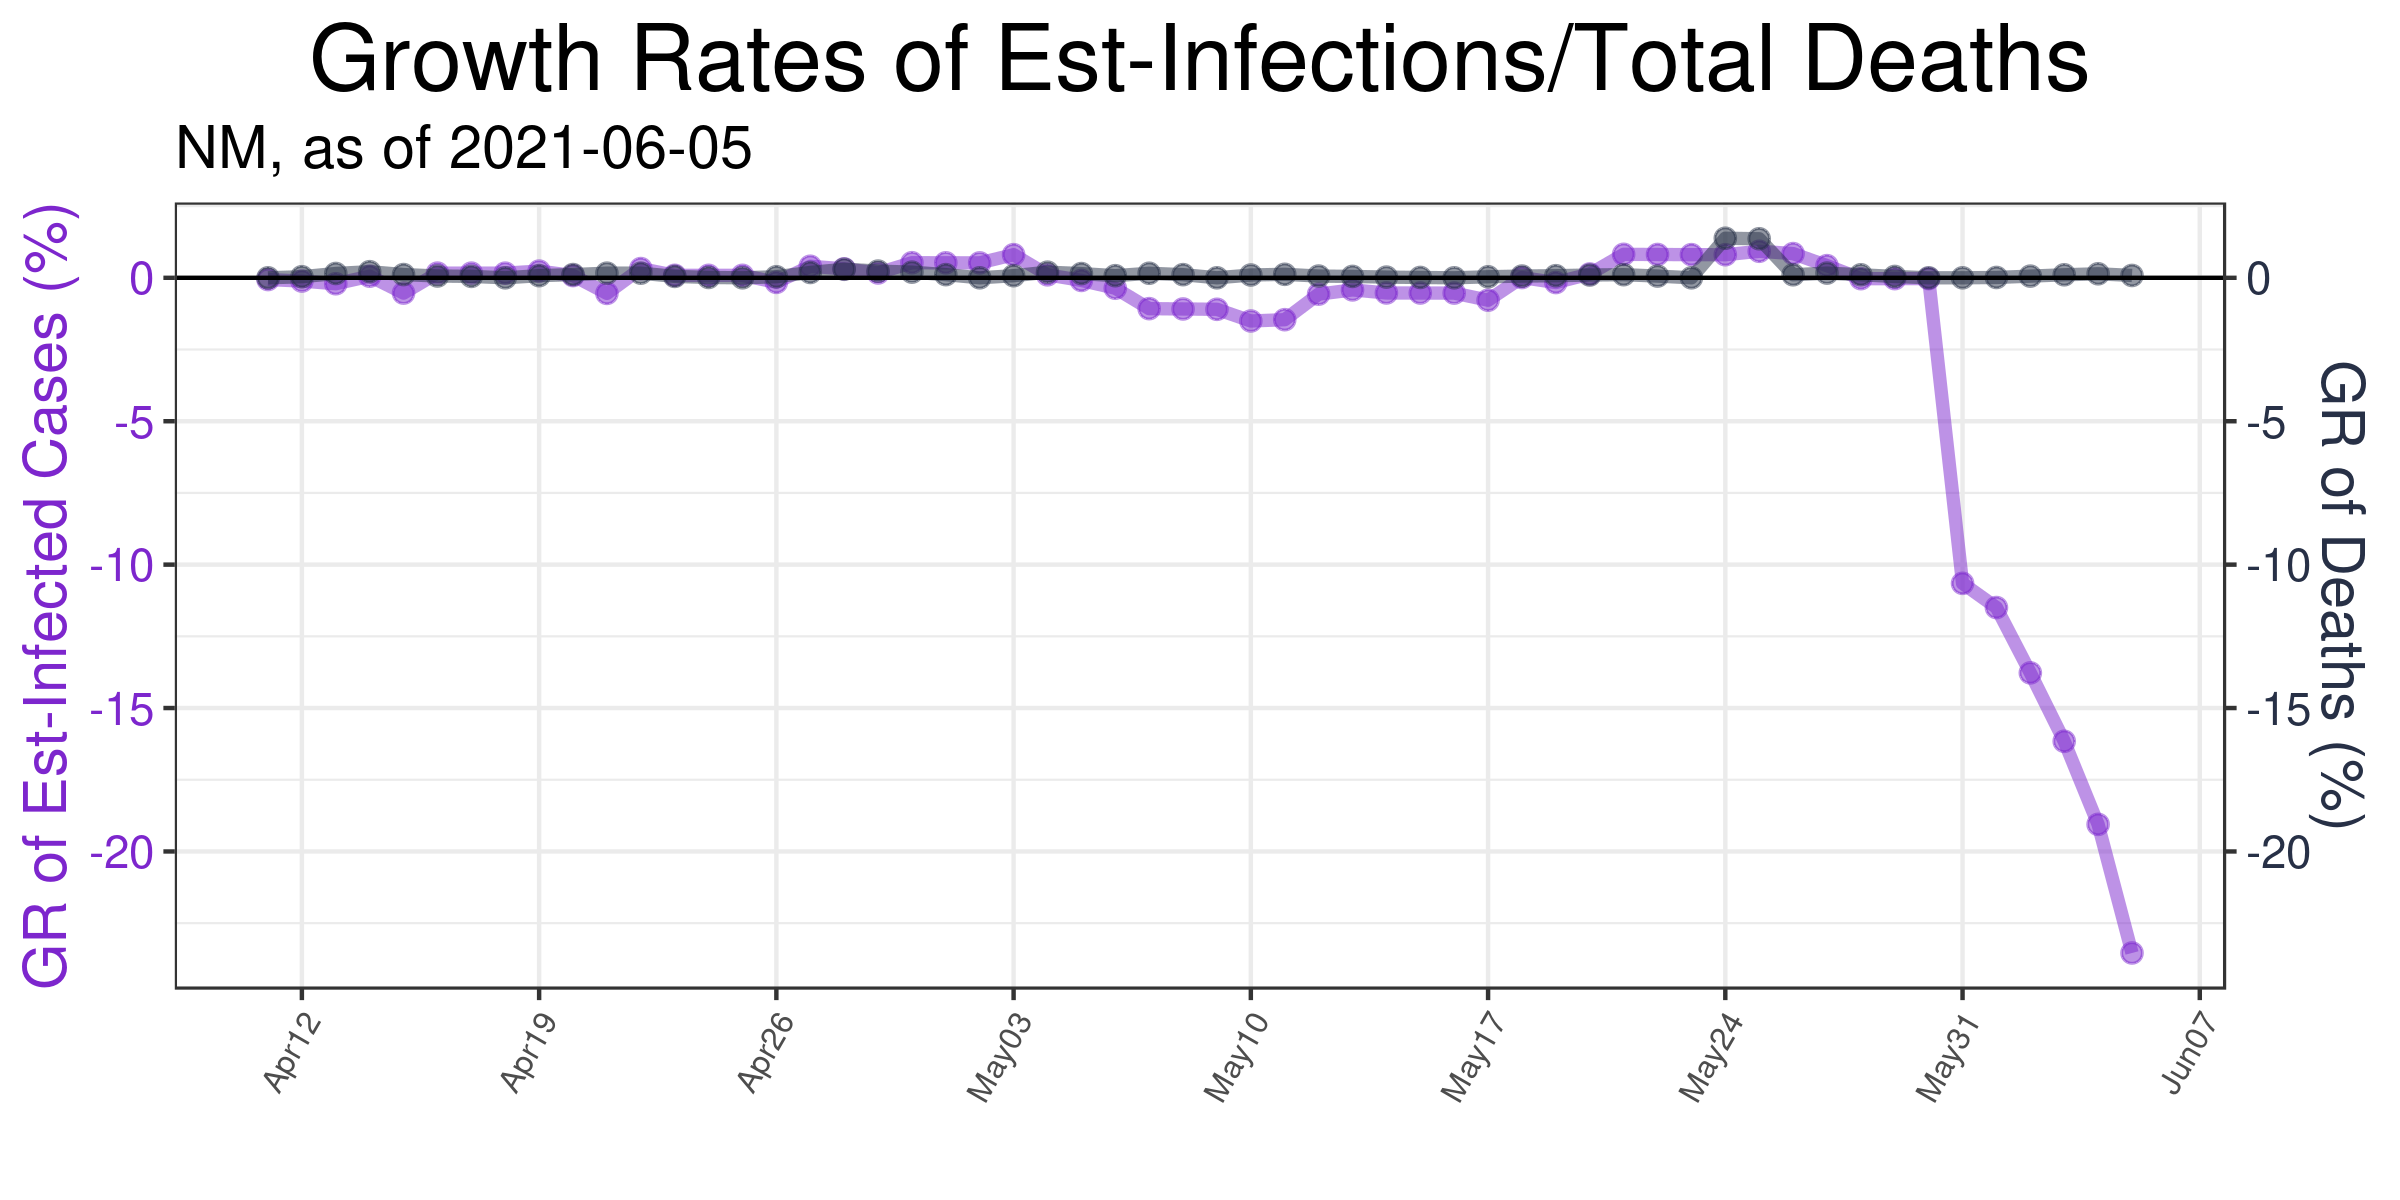 Growth Rates of Est-Infections/Total Deaths
NM, as of 2021-06-05
GR of Est-Infected Cases (%)
0
-5
-10
-15
-20
0
-5
-10
-15
-20
GR of Deaths (%)
Apr12
Apr19
Apr26
May03
May10
May17
May24
May31
Jun07